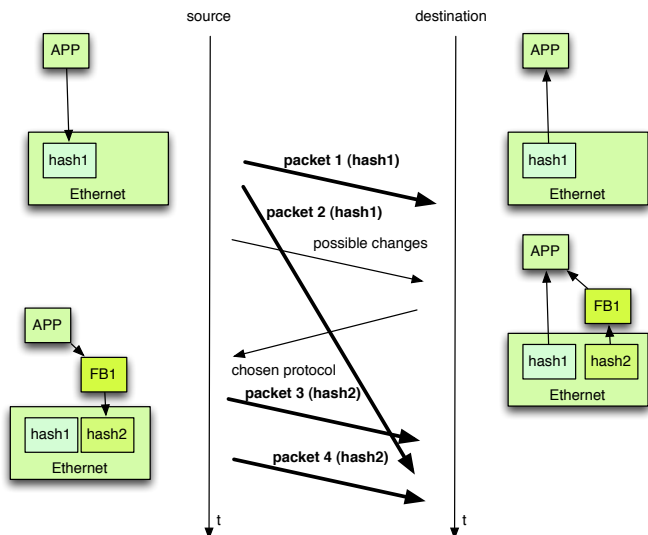 source
destination
APP
APP
hash1
Ethernet
packet 1 (hash1)
hash1
Ethernet
packet 2 (hash1)
possible changes
APP
FB1
hash1
hash2
Ethernet
APP
FB1
hash1
hash2
Ethernet
chosen protocol
packet 3 (hash2)
packet 4 (hash2)
t
t